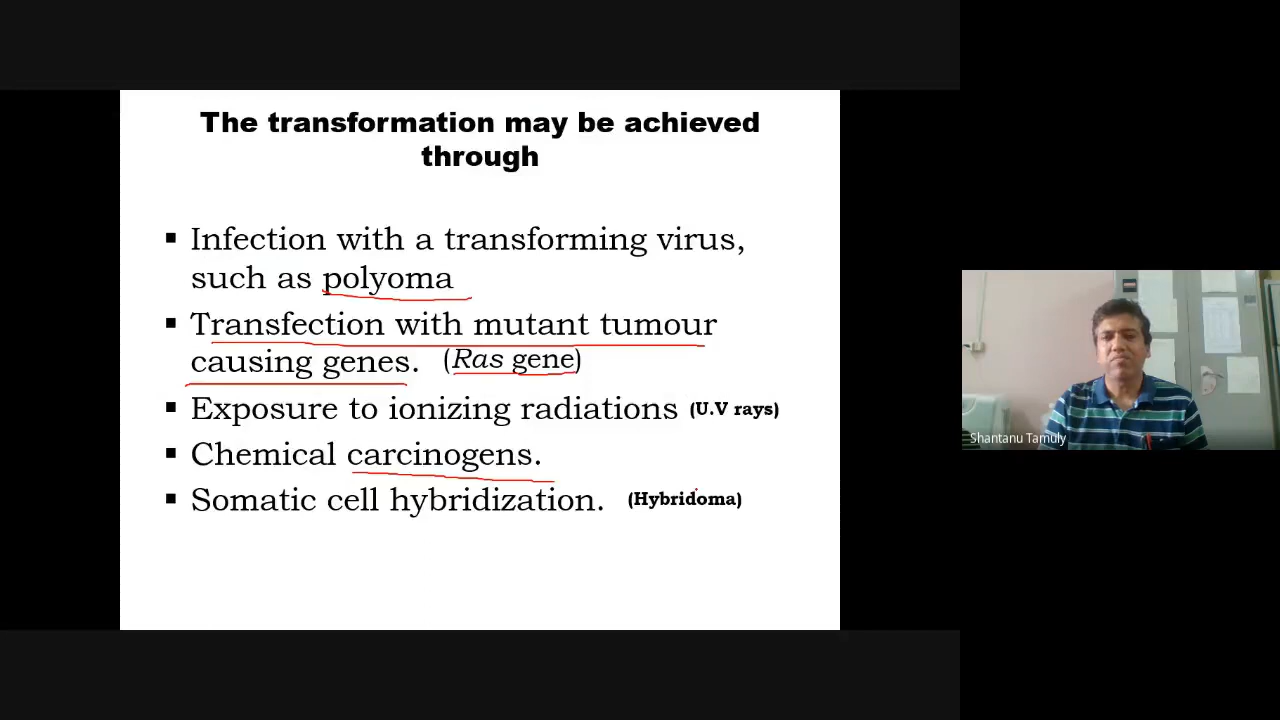 The transformation may be achieved
through
▪ Infection with a transforming virus,
such as polyoma
▪ Transfection with mutant tumour
causing genes. (Ras gene)
▪ Exposure to ionizing radiations (U.V rays)
▪ Chemical carcinogens.
▪ Somatic cell hybridization. (Hybridoma)
Shantanu Tamuly